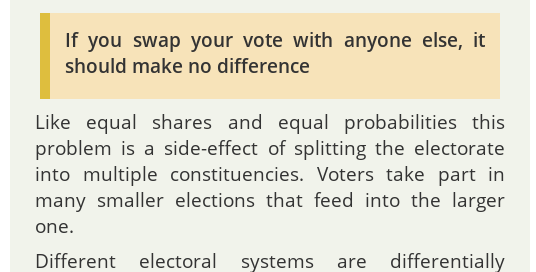 If you swap your vote with anyone else, it
should make no difference
Like equal shares and equal probabilities this
problem is a side-effect of splitting the electorate
into multiple constituencies. Voters take part in
many smaller elections that feed into the larger
one.
Different electoral systems are differentially